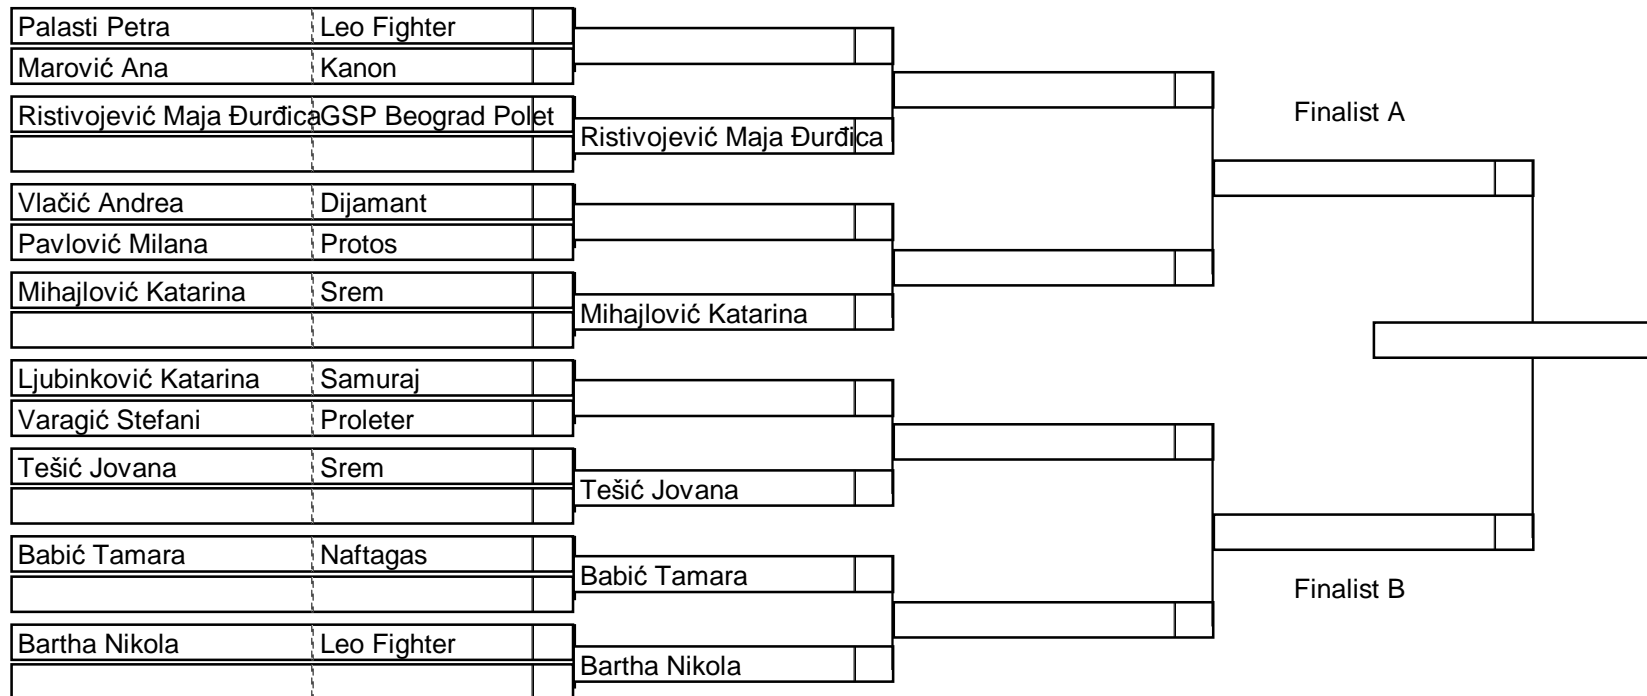 Palasti Petra Leo Fighter
Marović Ana Kanon
Ristivojević Maja Đurđica GSP Beograd Polet
Ristivojević Maja Đurđica
Vlačić Andrea Dijamant
Pavlović Milana Protos
Mihajlović Katarina Srem
Mihajlović Katarina
Ljubinković Katarina Samuraj
Varagić Stefani Proleter
Tešić Jovana Srem
Tešić Jovana
Babić Tamara Naftagas
Babić Tamara
Bartha Nikola Leo Fighter
Bartha Nikola
Finalist A
Finalist B